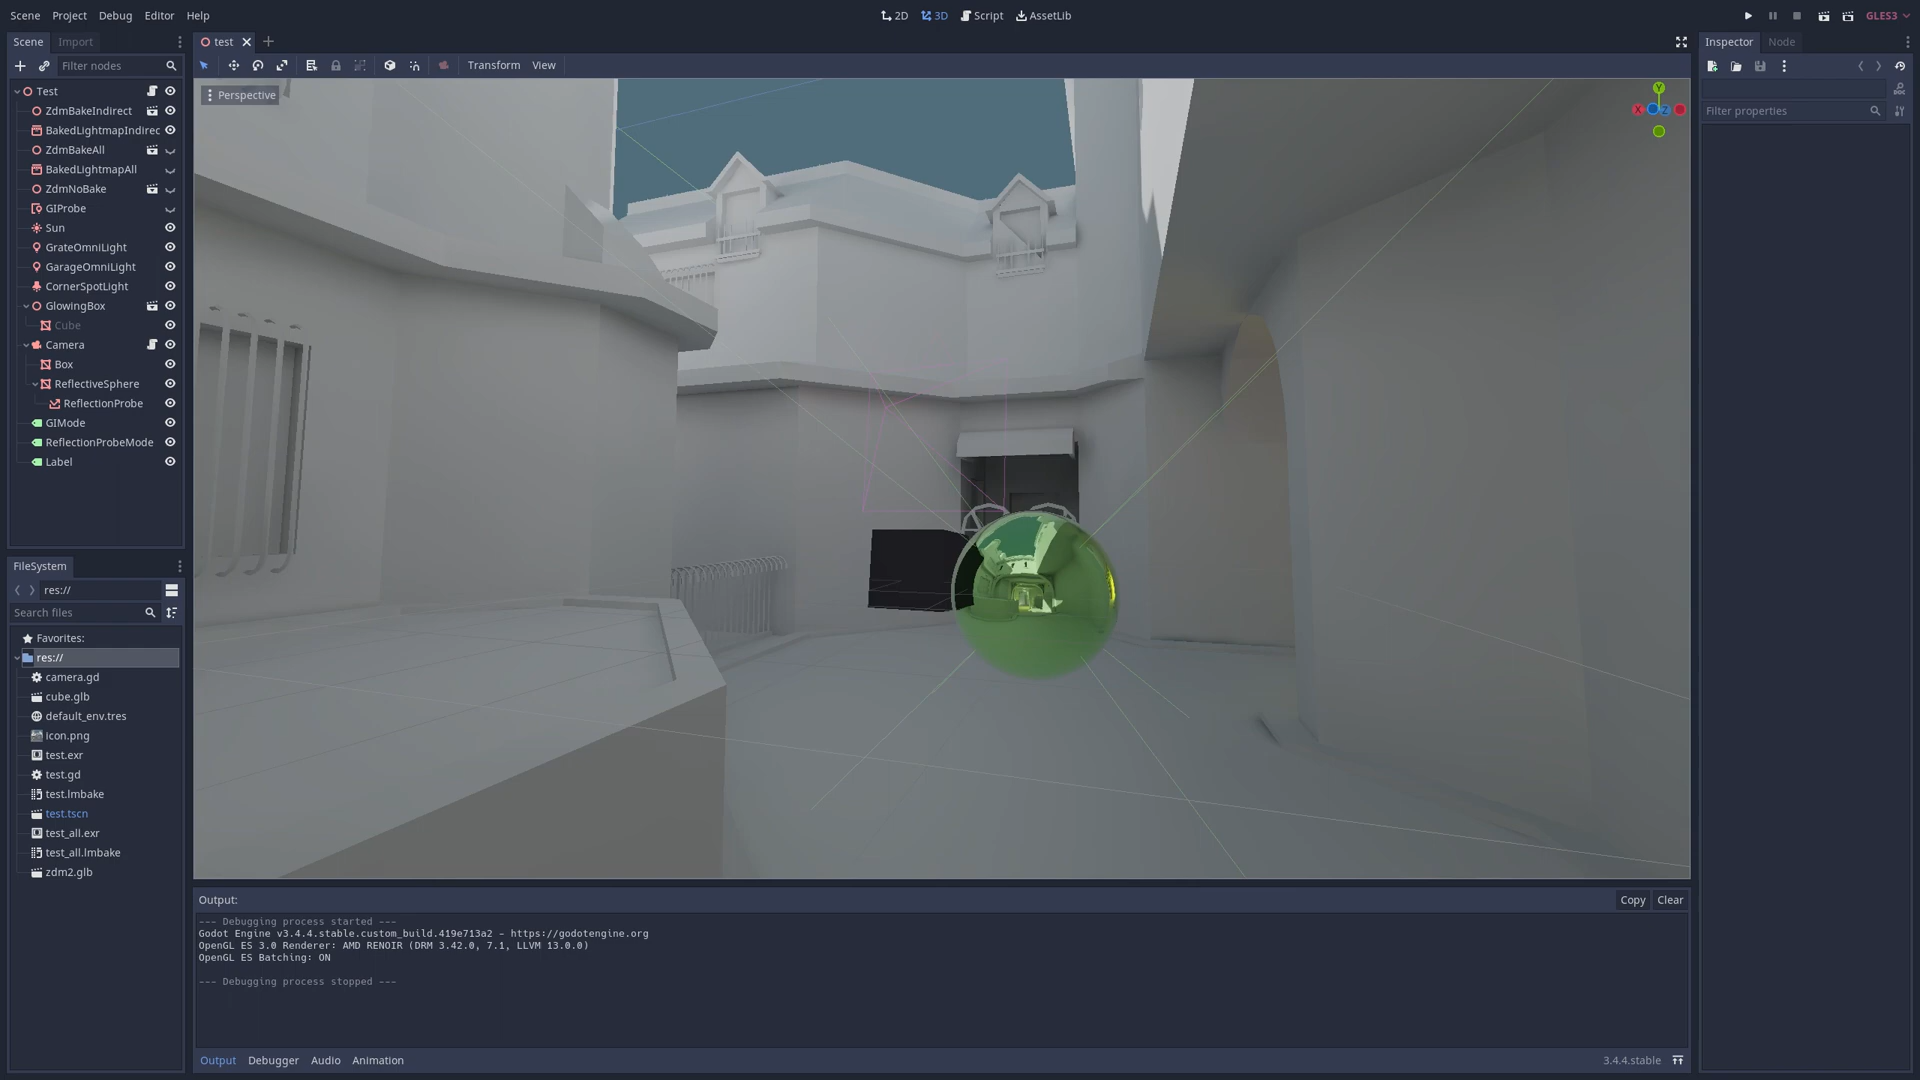 Scene Project Debug Editor Help
2D 3D Script AssetLib
GLES3
Scene Import
test
Inspector Node
Filter nodes
Transform View
Test
ZdmBakeIndirect
BakedLightmapIndirec
ZdmBakeAll
BakedLightmapAll
ZdmNoBake
GIProbe
Sun
GrateOmniLight
GarageOmniLight
CornerSpotLight
GlowingBox
Cube
Camera
Box
ReflectiveSphere
ReflectionProbe
GIMode
ReflectionProbeMode
Label
Perspective
Y
X
Z
DOC
Filter properties
FileSystem
res://
Search files
Favorites:
res://
camera.gd
cube.glb
default_env.tres
icon.png
test.exr
test.gd
test.lmbake
test.tscn
test_all.exr
test_all.lmbake
zdm2.glb
Output:
Copy Clear
--- Debugging process started ---
Godot Engine v3.4.4.stable.custom_build.419e713a2 - https://godotengine.org
OpenGL ES 3.0 Renderer: AMD RENOIR (DRM 3.42.0, 7.1, LLVM 13.0.0)
OpenGL ES Batching: ON
--- Debugging process stopped ---
Output Debugger Audio Animation
3.4.4.stable